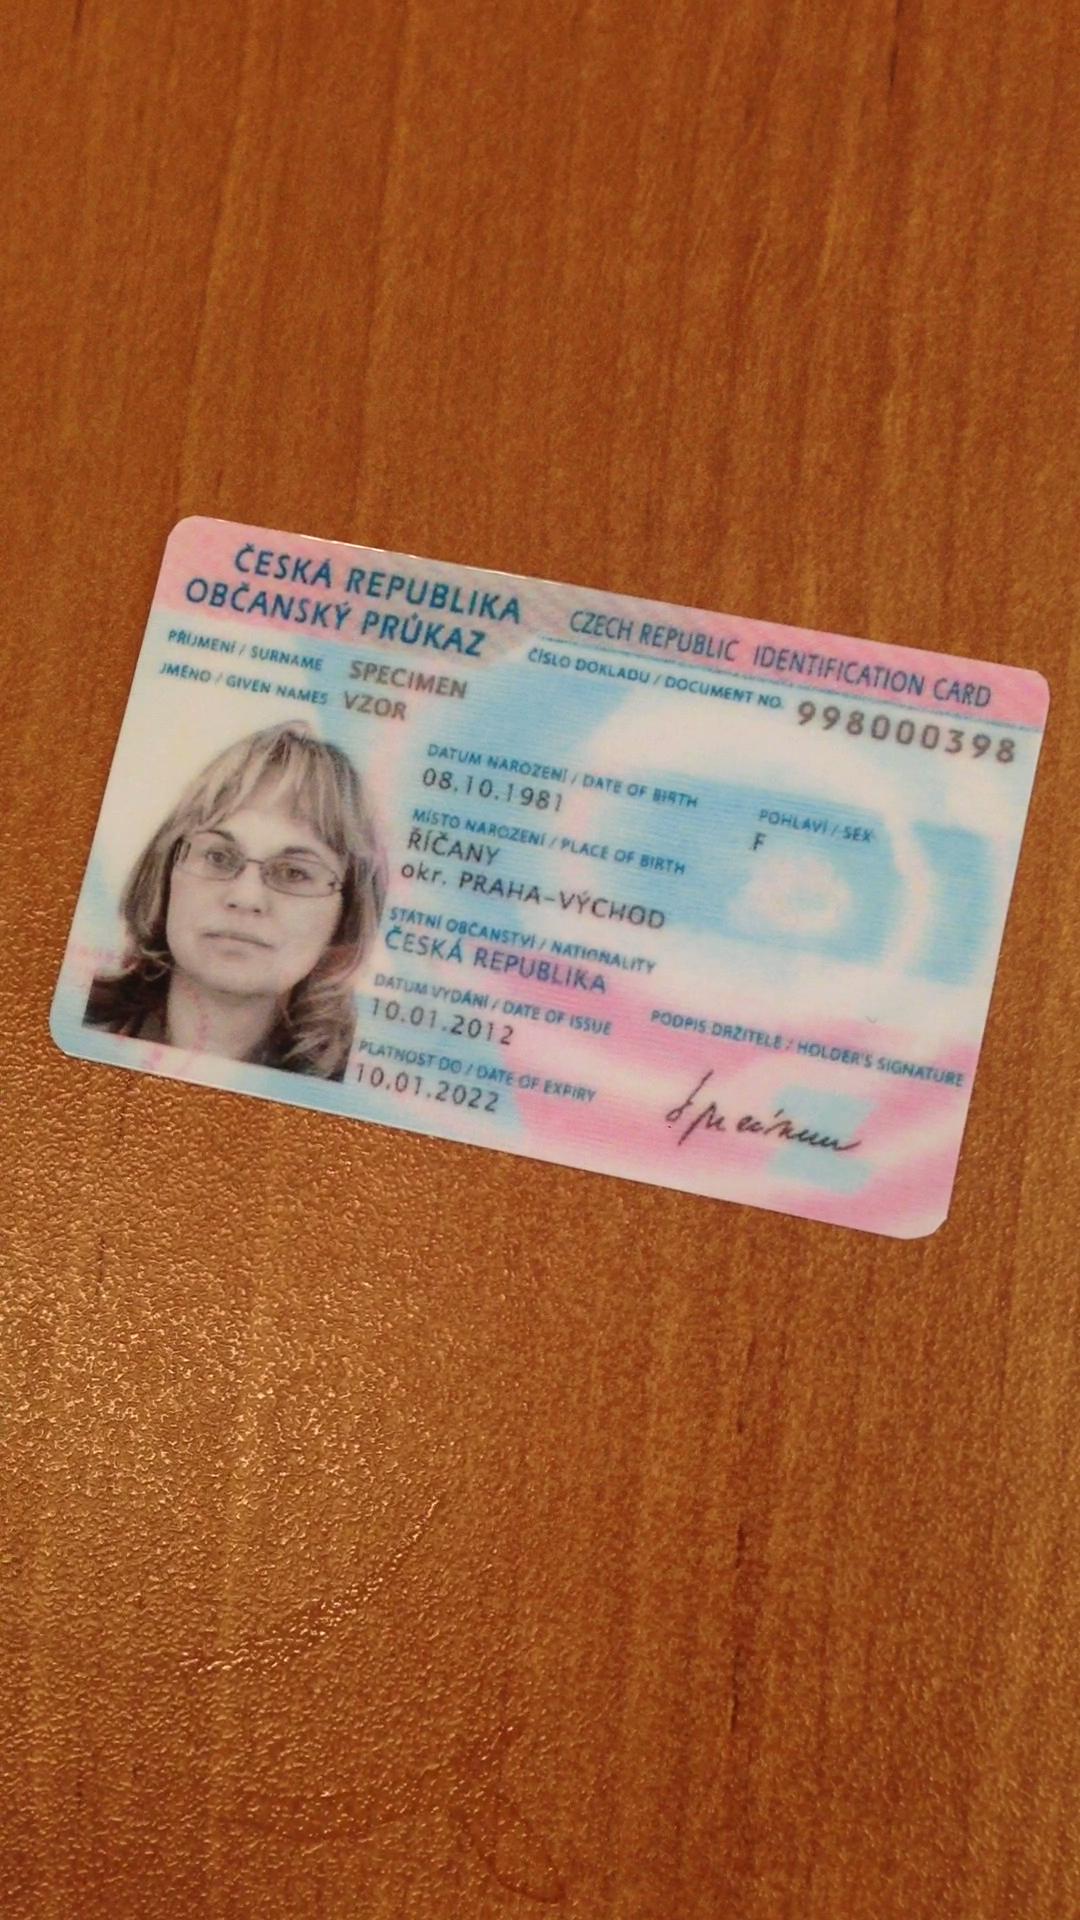 ČESKÁ REPUBLIKA
OBČANSKÝ PRŮKAZ
CZECH REPUBLIC IDENTIFICATION CARD
PŘÍJMENÍ / SURNAME SPECIMEN
JMÉNO / GIVEN NAMES VZOR
ČÍSLO DOKLADU / DOCUMENT NO.
998000398
DATUM NAROZENÍ / DATE OF BIRTH
08.10.1981
POHLAVÍ / SEX
F
MÍSTO NAROZENÍ / PLACE OF BIRTH
ŘÍČANY
okr. PRAHA-VÝCHOD
STÁTNÍ OBČANSTVÍ / NATIONALITY
ČESKÁ REPUBLIKA
DATUM VYDÁNÍ / DATE OF ISSUE
10.01.2012
PODPIS DRŽITELE / HOLDER'S SIGNATURE
PLATNOST DO / DATE OF EXPIRY
10.01.2022
Specimen